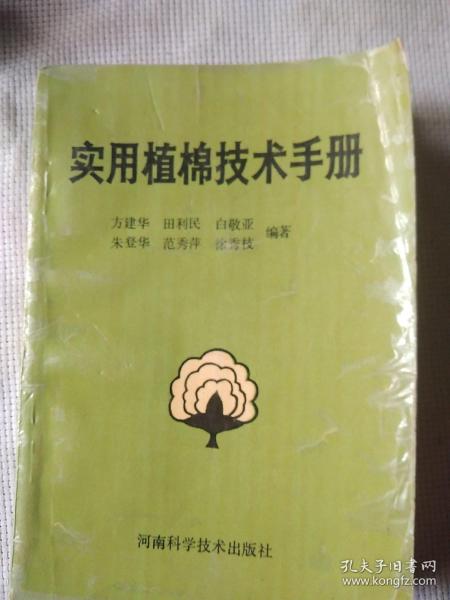 实用植棉技术手册
方建华 田利民 白敬亚
朱登华 范秀萍 徐秀枝 编著
河南科学技术出版社
孔夫子旧书网
www.kongfz.com